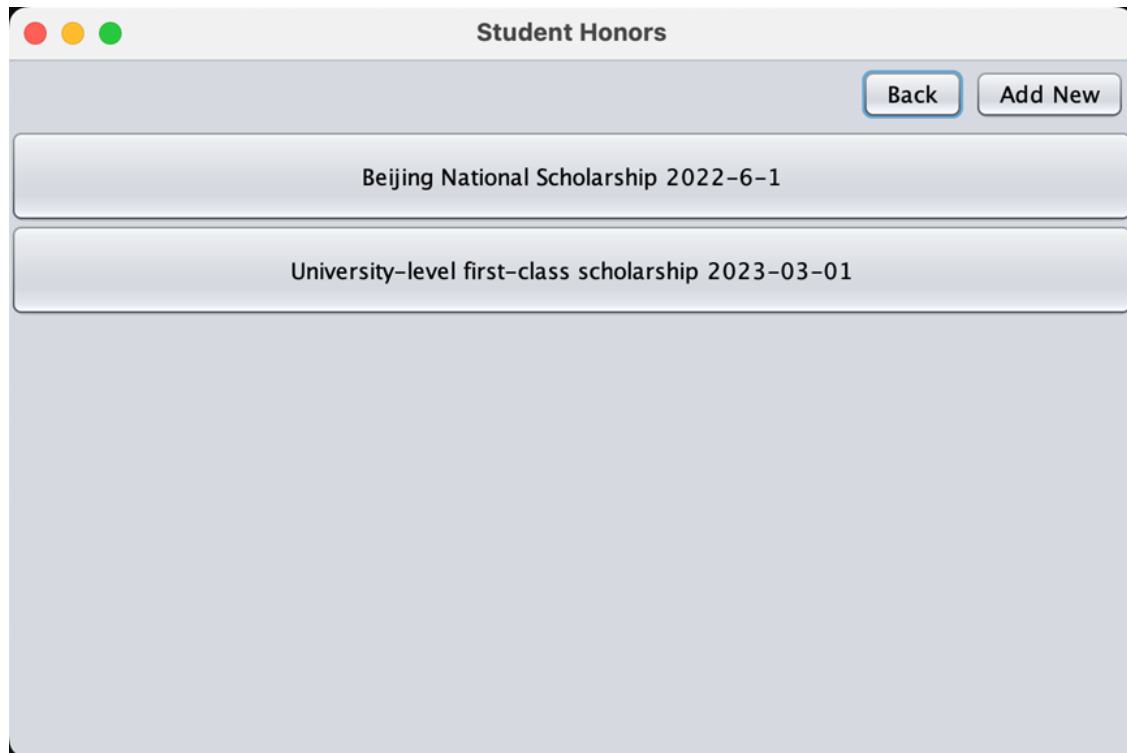 Student Honors
Back Add New
Beijing National Scholarship 2022-6-1
University-level first-class scholarship 2023-03-01